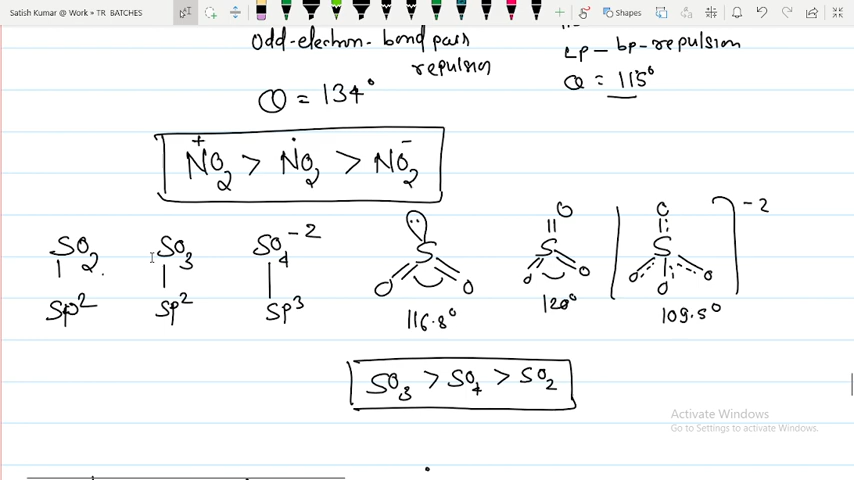 Satish Kumar @ Work » TR BATCHES
Shapes
Odd-electron-bond pair
repulsion
Lp - bp-repulsion
θ = 134°
θ = 115°
NO₂⁺ > ṄO₂ > NO₂⁻
SO₂ SO₃ SO₄⁻²
Sp² Sp² Sp³
S O O 116.8°
O S O O 120°
[O S O O O]⁻² 109.5°
SO₃ > SO₄ > SO₂
Activate Windows
Go to Settings to activate Windows.